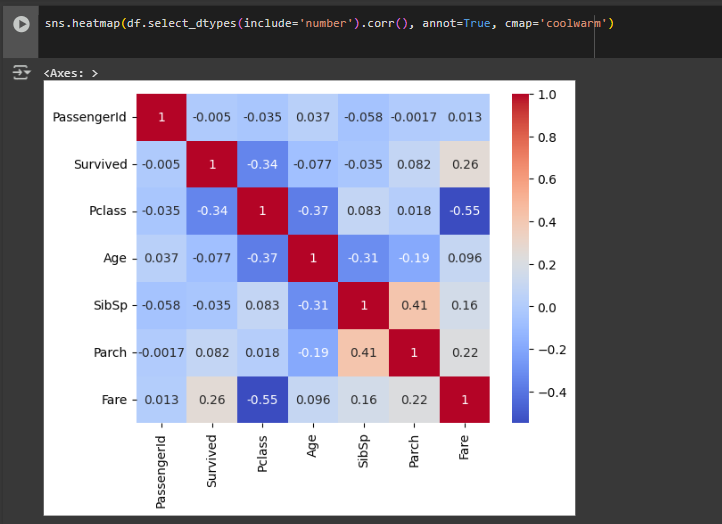 sns.heatmap(df.select_dtypes(include='number').corr(), annot=True, cmap='coolwarm')
<Axes: >
PassengerId 1 -0.005 -0.035 0.037 -0.058 -0.0017 0.013
Survived -0.005 1 -0.34 -0.077 -0.035 0.082 0.26
Pclass -0.035 -0.34 1 -0.37 0.083 0.018 -0.55
Age 0.037 -0.077 -0.37 1 -0.31 -0.19 0.096
SibSp -0.058 -0.035 0.083 -0.31 1 0.41 0.16
Parch -0.0017 0.082 0.018 -0.19 0.41 1 0.22
Fare 0.013 0.26 -0.55 0.096 0.16 0.22 1
PassengerId
Survived
Pclass
Age
SibSp
Parch
Fare
1.0
0.8
0.6
0.4
0.2
0.0
−0.2
−0.4